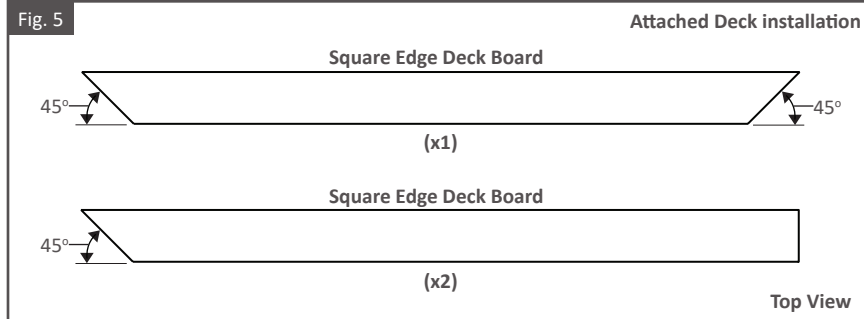 Fig. 5
Attached Deck installation
Square Edge Deck Board
45° 45°
(x1)
Square Edge Deck Board
45°
(x2)
Top View